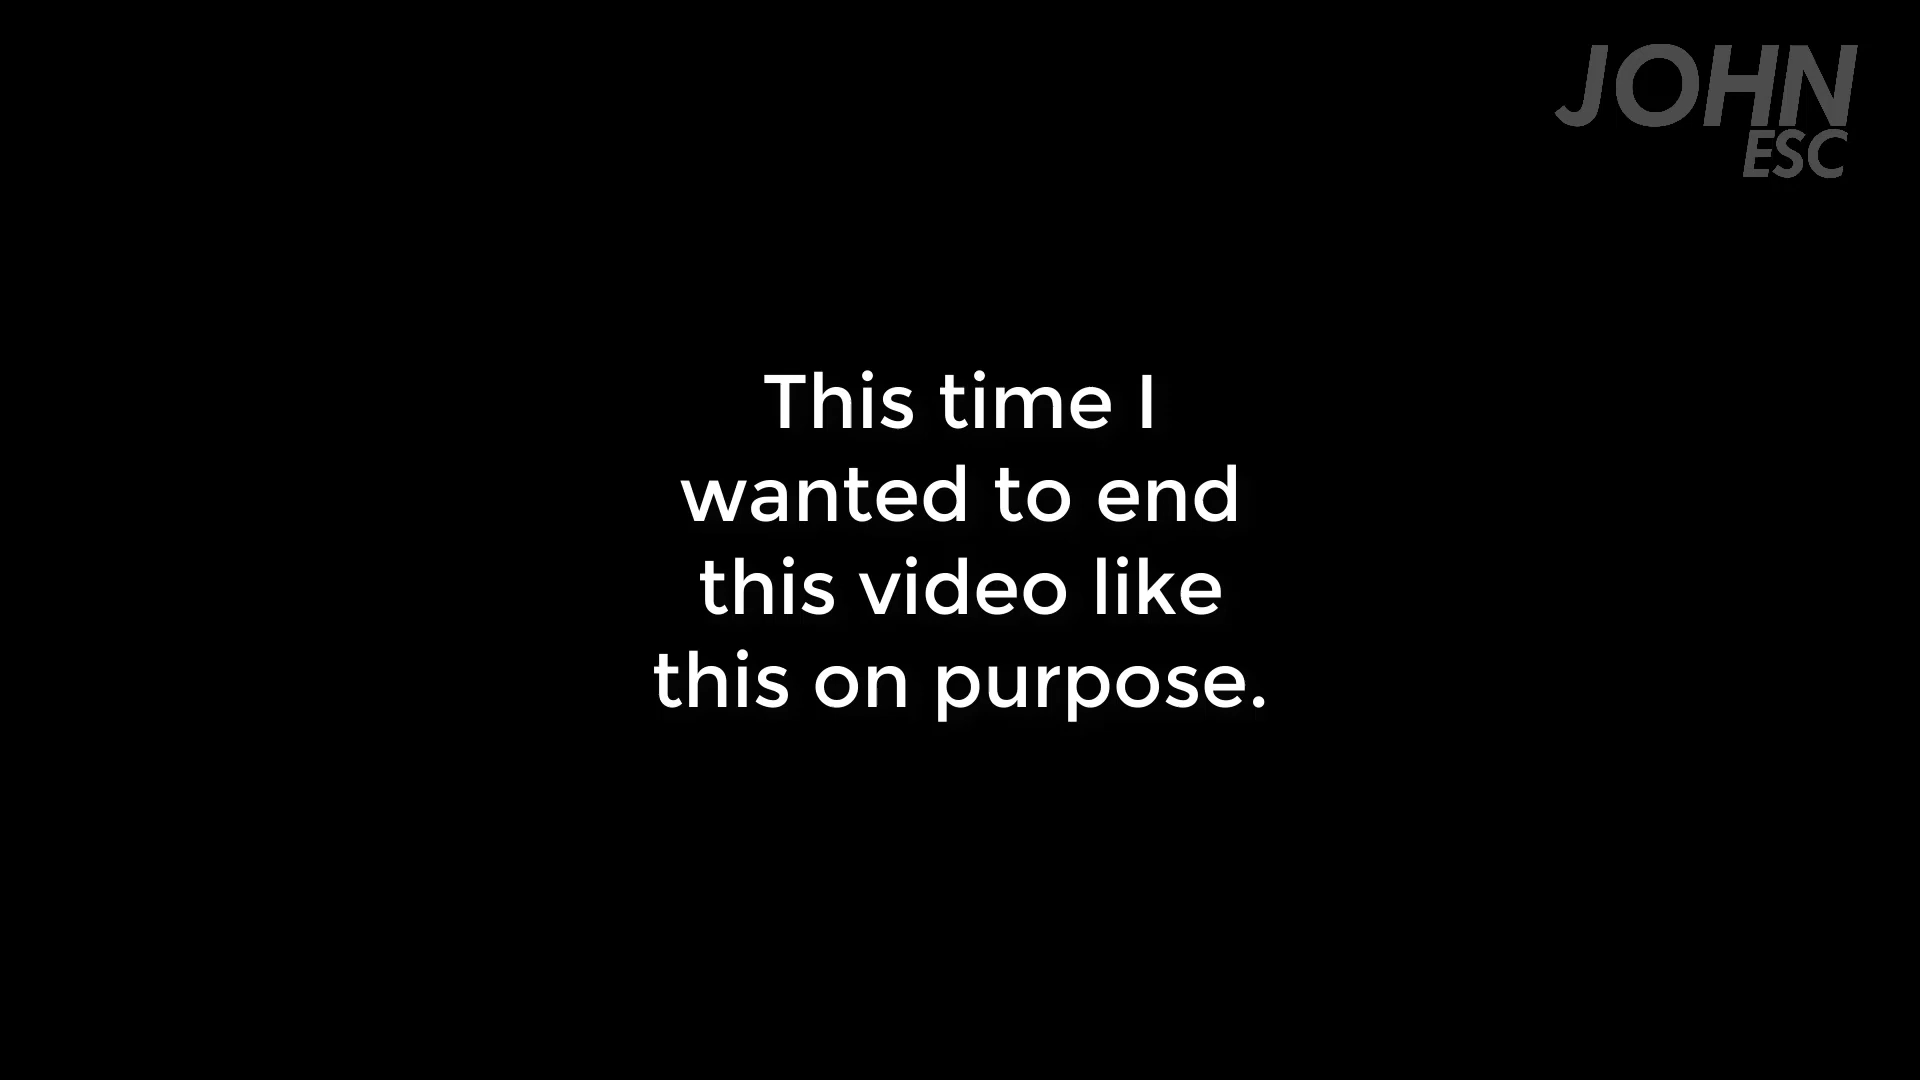 JOHN
ESC
This time I
wanted to end
this video like
this on purpose.